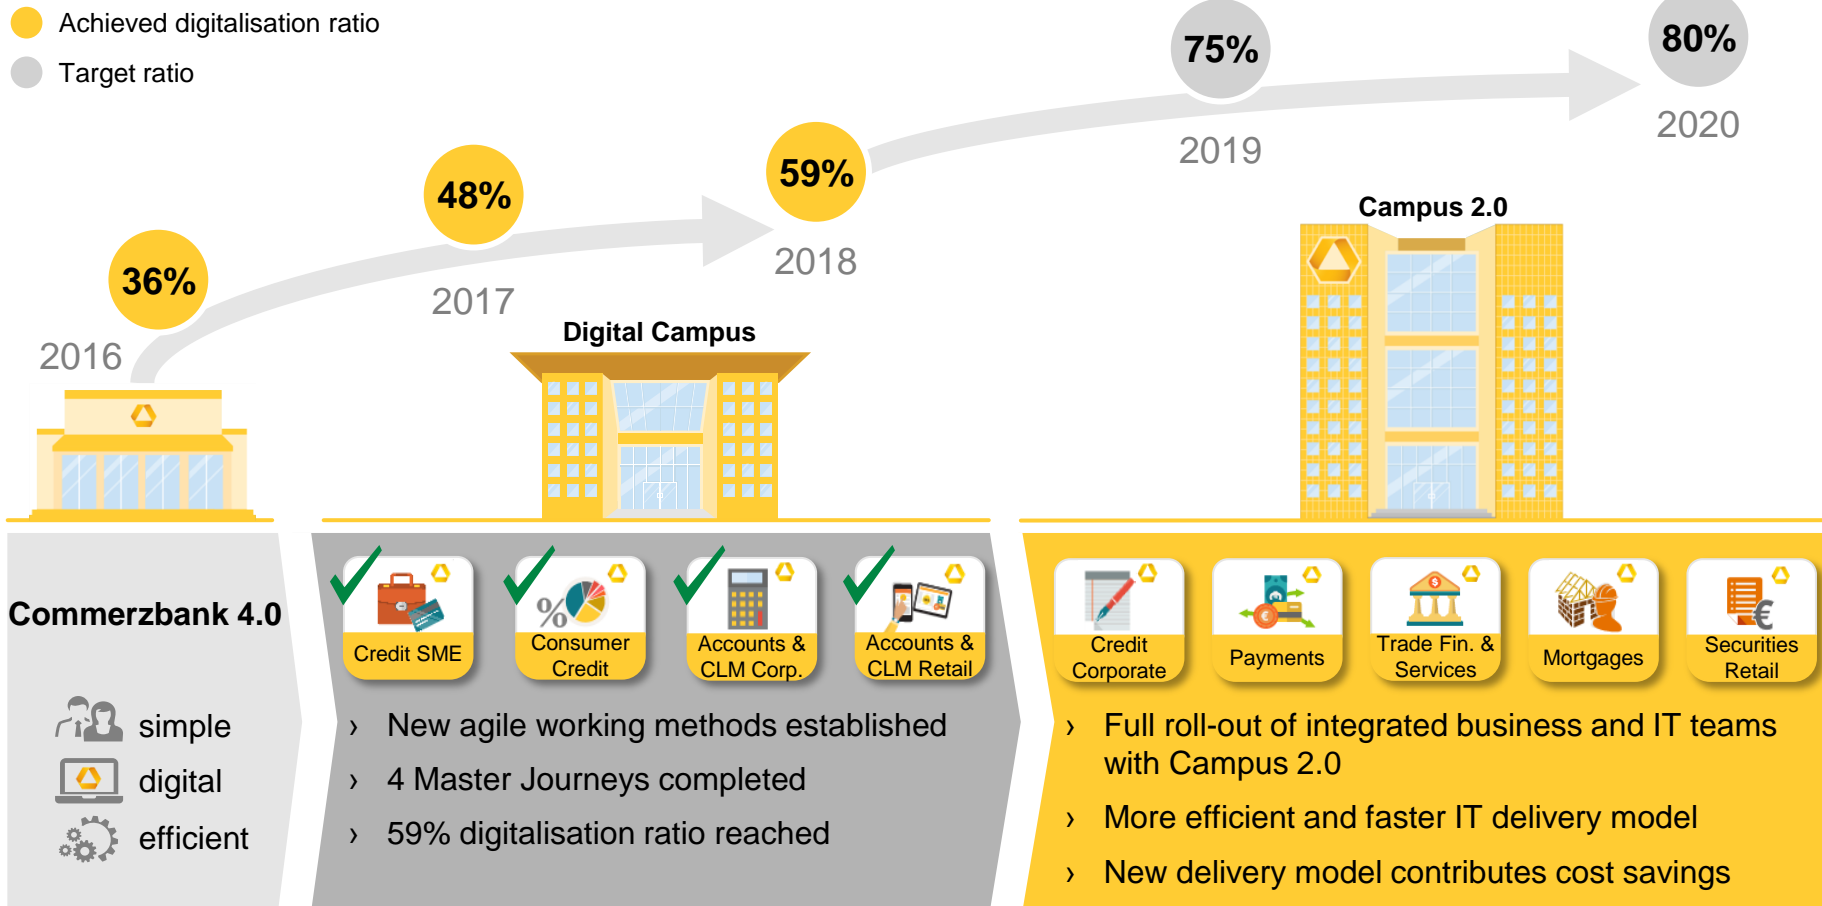 Achieved digitalisation ratio
Target ratio
36%
2016
48%
2017
59%
2018
75%
2019
80%
2020
Digital Campus
Campus 2.0
Commerzbank 4.0
simple
digital
efficient
Credit SME
%
Consumer
Credit
Accounts &
CLM Corp.
Accounts &
CLM Retail
› New agile working methods established
› 4 Master Journeys completed
› 59% digitalisation ratio reached
Credit
Corporate
€
Payments
$
Trade Fin. &
Services
Mortgages
€
Securities
Retail
› Full roll-out of integrated business and IT teams
with Campus 2.0
› More efficient and faster IT delivery model
› New delivery model contributes cost savings